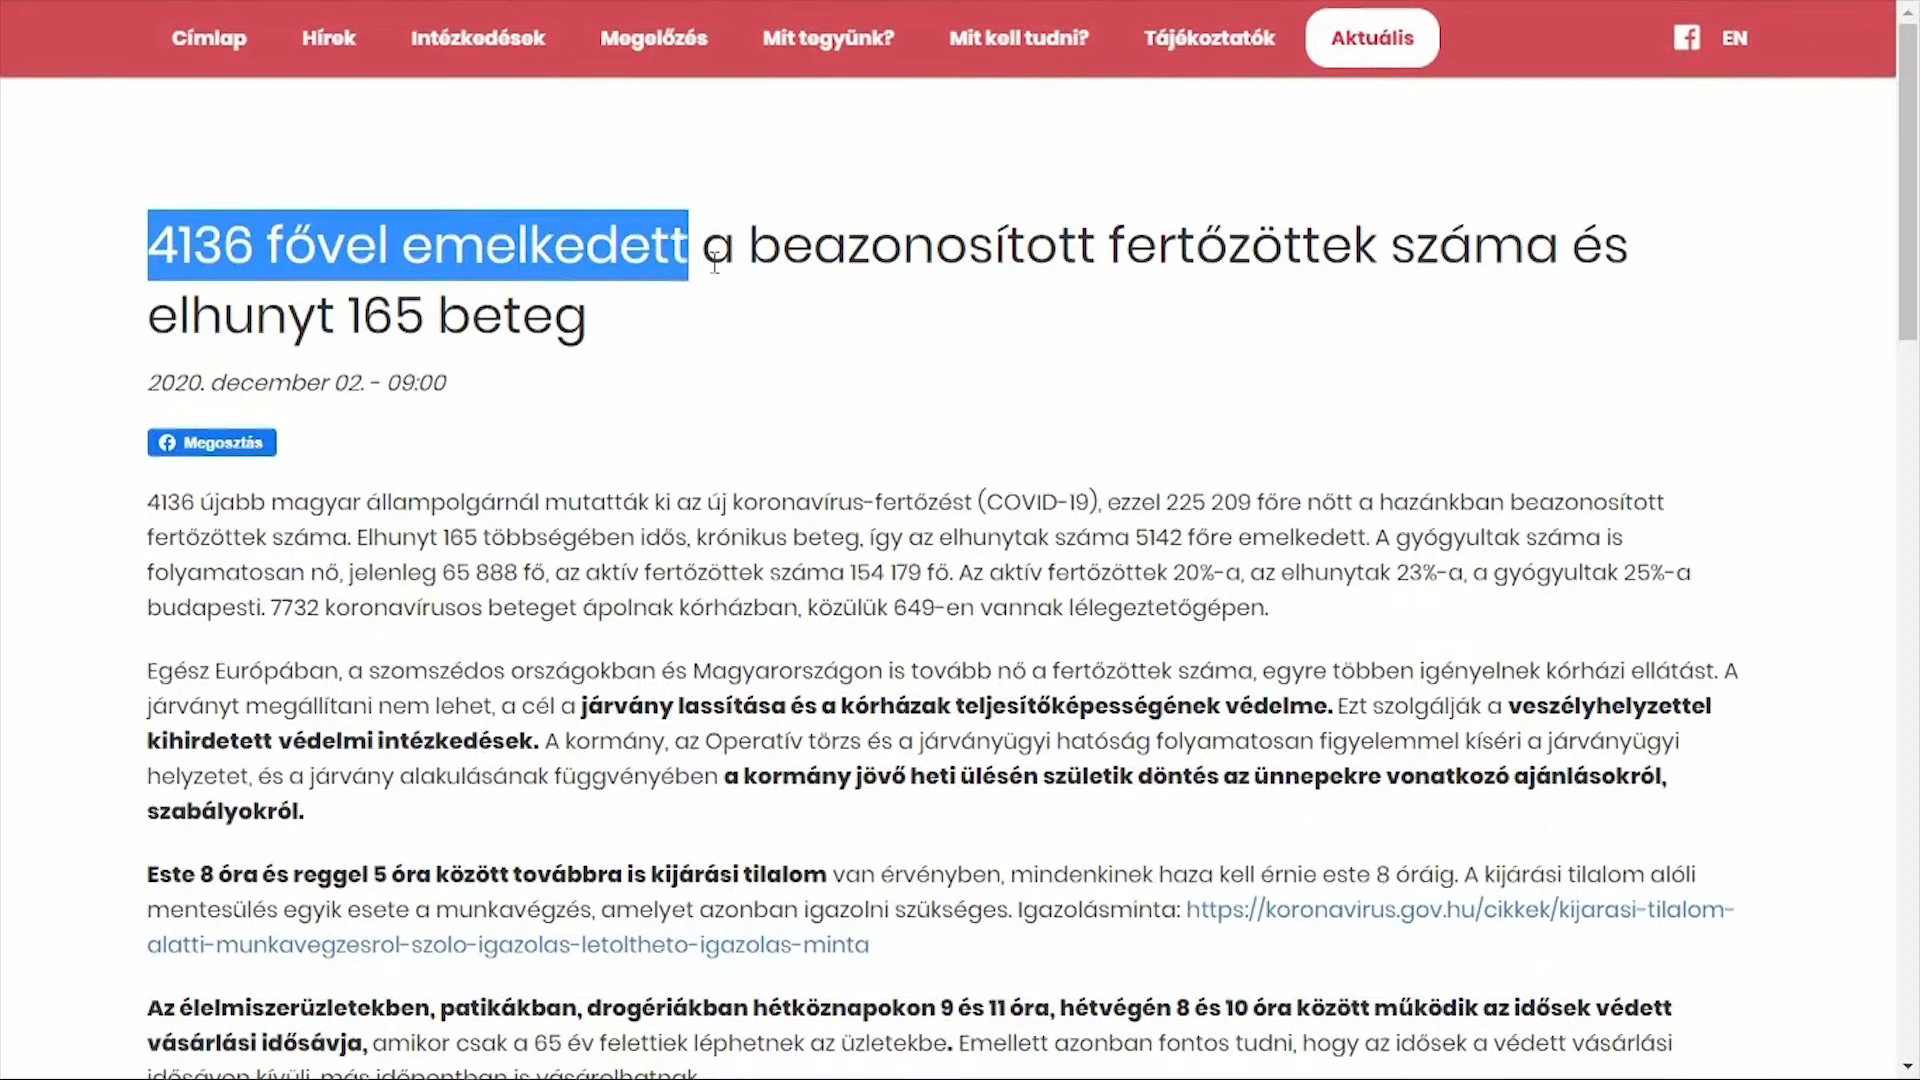 Címlap Hírek Intézkedések Megelőzés Mit tegyünk? Mit kell tudni? Tájékoztatók Aktuális EN
4136 fővel emelkedett a beazonosított fertőzöttek száma és
elhunyt 165 beteg
2020. december 02. - 09:00
Megosztás
4136 újabb magyar állampolgárnál mutatták ki az új koronavírus-fertőzést (COVID-19), ezzel 225 209 főre nőtt a hazánkban beazonosított
fertőzöttek száma. Elhunyt 165 többségében idős, krónikus beteg, így az elhunytak száma 5142 főre emelkedett. A gyógyultak száma is
folyamatosan nő, jelenleg 65 888 fő, az aktív fertőzöttek száma 154 179 fő. Az aktív fertőzöttek 20%-a, az elhunytak 23%-a, a gyógyultak 25%-a
budapesti. 7732 koronavírusos beteget ápolnak kórházban, közülük 649-en vannak lélegeztetőgépen.
Egész Európában, a szomszédos országokban és Magyarországon is tovább nő a fertőzöttek száma, egyre többen igényelnek kórházi ellátást. A
járványt megállítani nem lehet, a cél a járvány lassítása és a kórházak teljesítőképességének védelme. Ezt szolgálják a veszélyhelyzettel
kihirdetett védelmi intézkedések. A kormány, az Operatív törzs és a járványügyi hatóság folyamatosan figyelemmel kíséri a járványügyi
helyzetet, és a járvány alakulásának függvényében a kormány jövő heti ülésén születik döntés az ünnepekre vonatkozó ajánlásokról,
szabályokról.
Este 8 óra és reggel 5 óra között továbbra is kijárási tilalom van érvényben, mindenkinek haza kell érnie este 8 óráig. A kijárási tilalom alóli
mentesülés egyik esete a munkavégzés, amelyet azonban igazolni szükséges. Igazolásminta: https://koronavirus.gov.hu/cikkek/kijarasi-tilalom-
alatti-munkavegzesrol-szolo-igazolas-letoltheto-igazolas-minta
Az élelmiszerüzletekben, patikákban, drogériákban hétköznapokon 9 és 11 óra, hétvégén 8 és 10 óra között működik az idősek védett
vásárlási idősávja, amikor csak a 65 év felettiek léphetnek az üzletekbe. Emellett azonban fontos tudni, hogy az idősek a védett vásárlási
idősávon kívüli, más időpontban is vásárolhatnak.